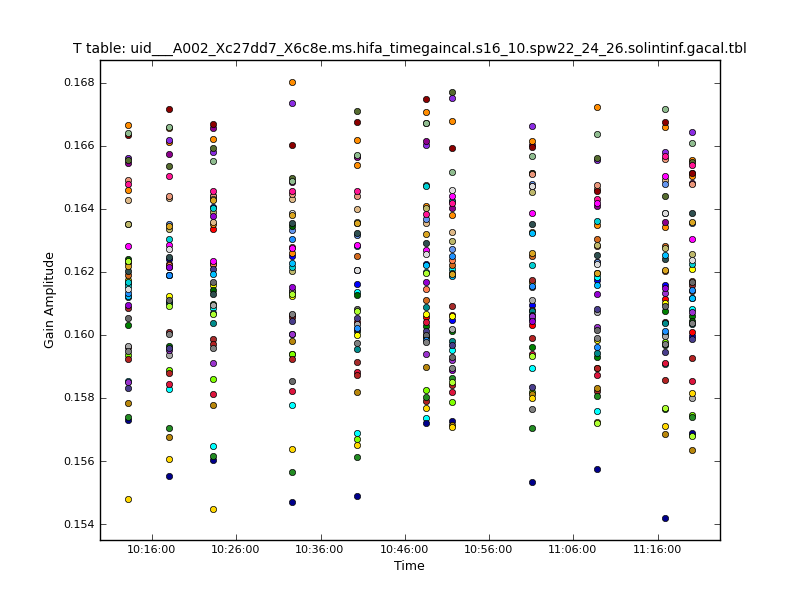 T table: uid___A002_Xc27dd7_X6c8e.ms.hifa_timegaincal.s16_10.spw22_24_26.solintinf.gacal.tbl
0.168
0.166
0.164
0.162
0.160
0.158
0.156
0.154
Gain Amplitude
10:16:00 10:26:00 10:36:00 10:46:00 10:56:00 11:06:00 11:16:00
Time